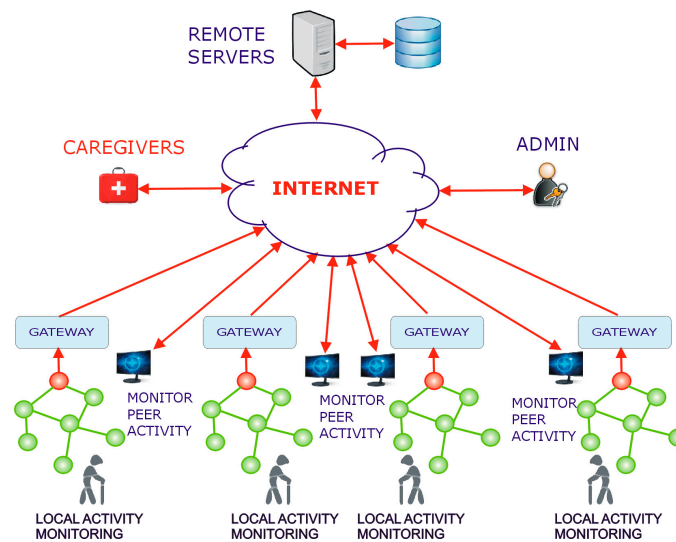 REMOTE
SERVERS
CAREGIVERS
ADMIN
INTERNET
GATEWAY
GATEWAY
GATEWAY
GATEWAY
MONITOR
PEER
ACTIVITY
MONITOR
PEER
ACTIVITY
MONITOR
PEER
ACTIVITY
LOCAL ACTIVITY
MONITORING
LOCAL ACTIVITY
MONITORING
LOCAL ACTIVITY
MONITORING
LOCAL ACTIVITY
MONITORING